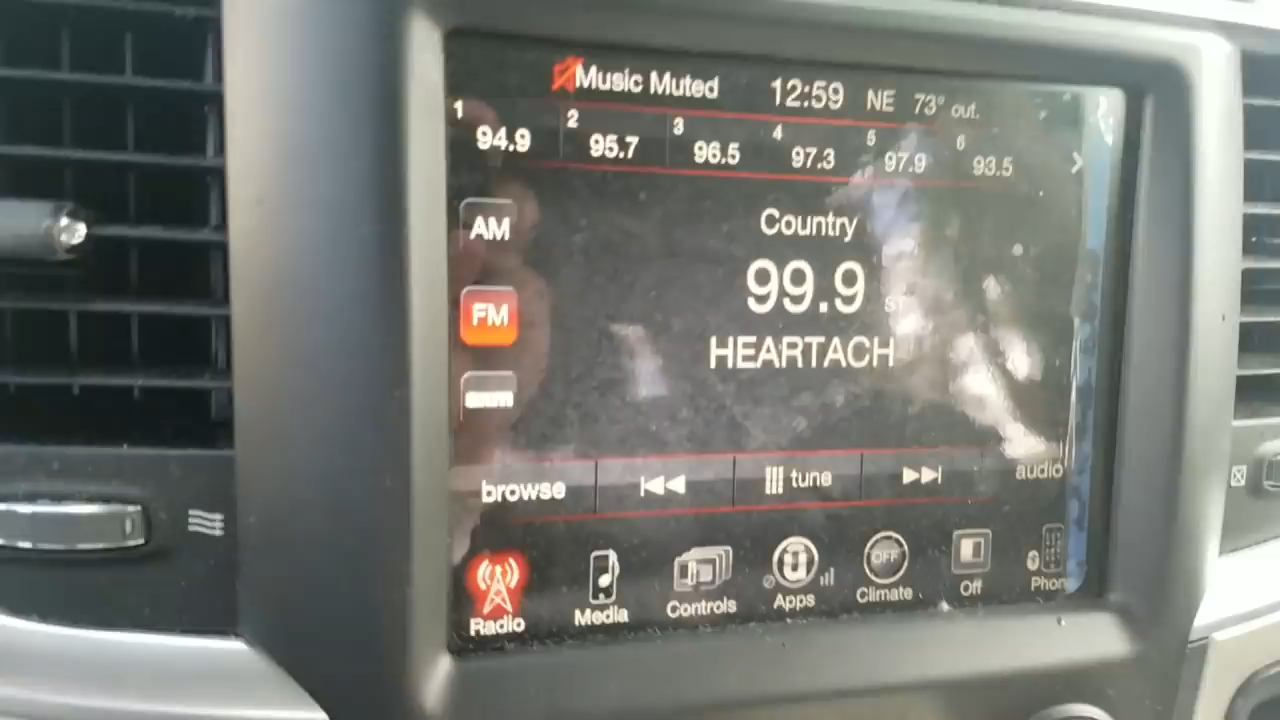 Music Muted 12:59 NE 73° out.
1 94.9 2 95.7 3 96.5 4 97.3 5 97.9 6 93.5
AM
Country
FM
99.9 ST
HEARTACH
browse tune audio
Radio Media Controls Apps OFF Climate Off Phon